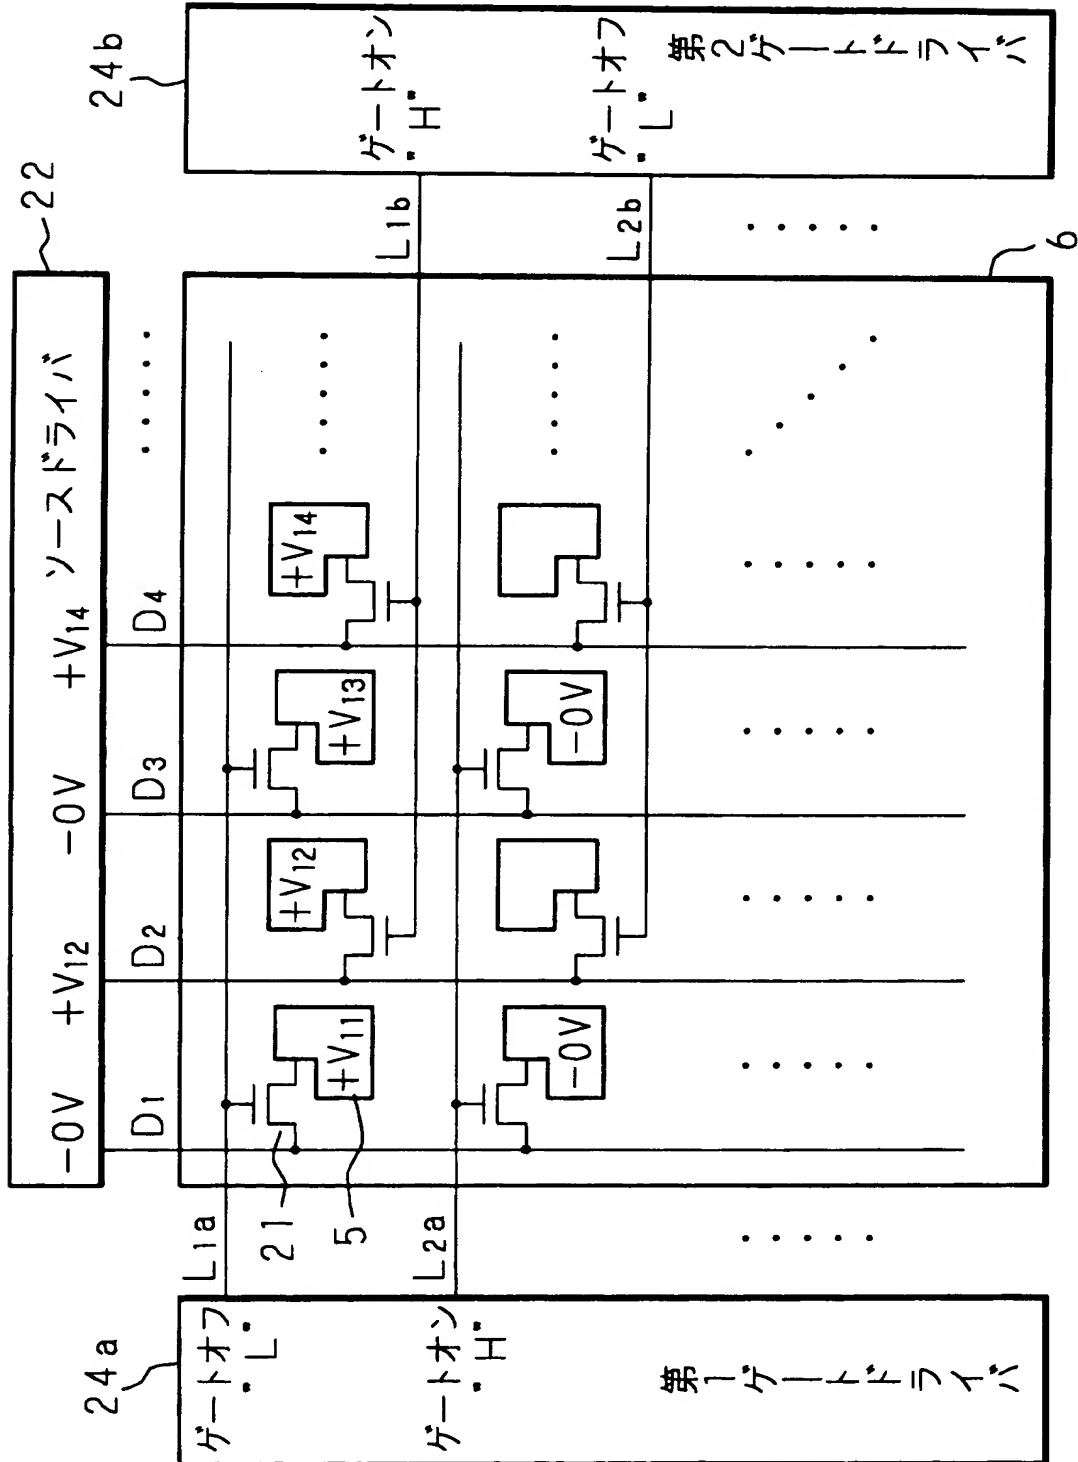 22
ソースドライバ
-0V +V12 -0V +V14
D1 D2 D3 D4
24a
ゲートオフ
"L"
ゲートオン
"H"
第1ゲートドライバ
L1a
L2a
21
5
+V11
+V12
+V13
+V14
-0V
-0V
24b
ゲートオン
"H"
ゲートオフ
"L"
第2ゲートドライバ
L1b
L2b
6